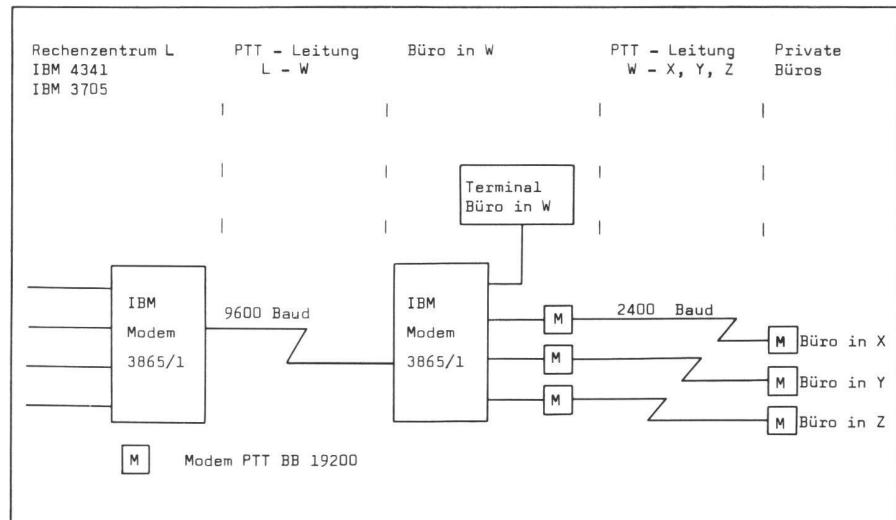 Rechenzentrum L
IBM 4341
IBM 3705
PTT - Leitung
L - W
Büro in W
PTT - Leitung
W - X, Y, Z
Private
Büros
Terminal
Büro in W
IBM
Modem
3865/1
9600 Baud
IBM
Modem
3865/1
M
2400 Baud
M Büro in X
M
M Büro in Y
M
M Büro in Z
M Modem PTT BB 19200